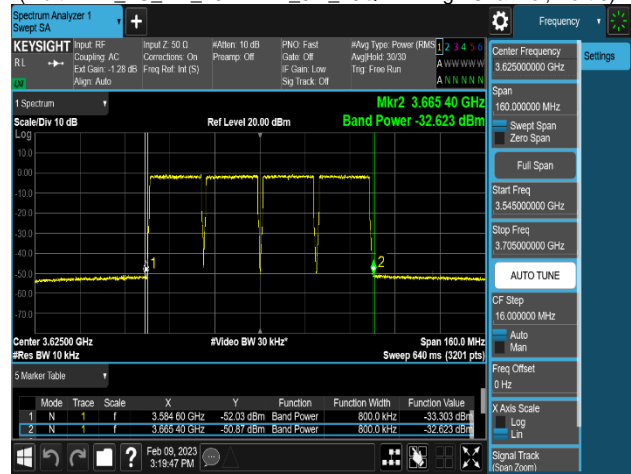 Spectrum Analyzer 1
Swept SA
+
Frequency
KEYSIGHT
RL
Input: RF
Coupling: AC
Ext Gain: -1.28 dB
Align: Auto
Input Z: 50 Ω
Corrections: On
Freq Ref: Int (S)
#Atten: 10 dB
Preamp: Off
PNO: Fast
Gate: Off
IF Gain: Low
Sig Track: Off
#Avg Type: Power (RMS
Avg|Hold: 30/30
Trig: Free Run
1 2 3 4 5 6
A W W W W W
A N N N N N
1 Spectrum
Mkr2 3.665 40 GHz
Scale/Div 10 dB
Ref Level 20.00 dBm
Band Power -32.623 dBm
Log
10.0
0.00
-10.0
-20.0
-30.0
-40.0
-50.0
-60.0
-70.0
1
2
Center 3.62500 GHz
#Video BW 30 kHz*
Span 160.0 MHz
#Res BW 10 kHz
Sweep 640 ms (3201 pts)
5 Marker Table
Mode Trace Scale X Y Function Function Width Function Value
1 N 1 f 3.584 60 GHz -52.03 dBm Band Power 800.0 kHz -33.303 dBm
2 N 1 f 3.665 40 GHz -50.87 dBm Band Power 800.0 kHz -32.623 dBm
?
Feb 09, 2023
3:19:47 PM
Settings
Center Frequency
3.625000000 GHz
Span
160.000000 MHz
Swept Span
Zero Span
Full Span
Start Freq
3.545000000 GHz
Stop Freq
3.705000000 GHz
AUTO TUNE
CF Step
16.000000 MHz
Auto
Man
Freq Offset
0 Hz
X Axis Scale
Log
Lin
Signal Track
(Span Zoom)